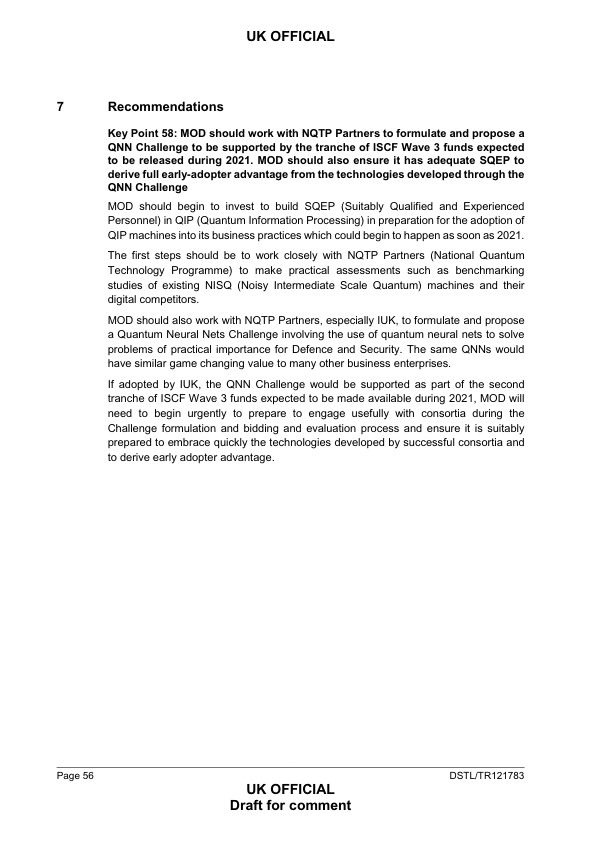 UK OFFICIAL
7 Recommendations
Key Point 58: MOD should work with NQTP Partners to formulate and propose a
QNN Challenge to be supported by the tranche of ISCF Wave 3 funds expected
to be released during 2021. MOD should also ensure it has adequate SQEP to
derive full early-adopter advantage from the technologies developed through the
QNN Challenge
MOD should begin to invest to build SQEP (Suitably Qualified and Experienced
Personnel) in QIP (Quantum Information Processing) in preparation for the adoption of
QIP machines into its business practices which could begin to happen as soon as 2021.
The first steps should be to work closely with NQTP Partners (National Quantum
Technology Programme) to make practical assessments such as benchmarking
studies of existing NISQ (Noisy Intermediate Scale Quantum) machines and their
digital competitors.
MOD should also work with NQTP Partners, especially IUK, to formulate and propose
a Quantum Neural Nets Challenge involving the use of quantum neural nets to solve
problems of practical importance for Defence and Security. The same QNNs would
have similar game changing value to many other business enterprises.
If adopted by IUK, the QNN Challenge would be supported as part of the second
tranche of ISCF Wave 3 funds expected to be made available during 2021, MOD will
need to begin urgently to prepare to engage usefully with consortia during the
Challenge formulation and bidding and evaluation process and ensure it is suitably
prepared to embrace quickly the technologies developed by successful consortia and
to derive early adopter advantage.
Page 56 DSTL/TR121783
UK OFFICIAL
Draft for comment